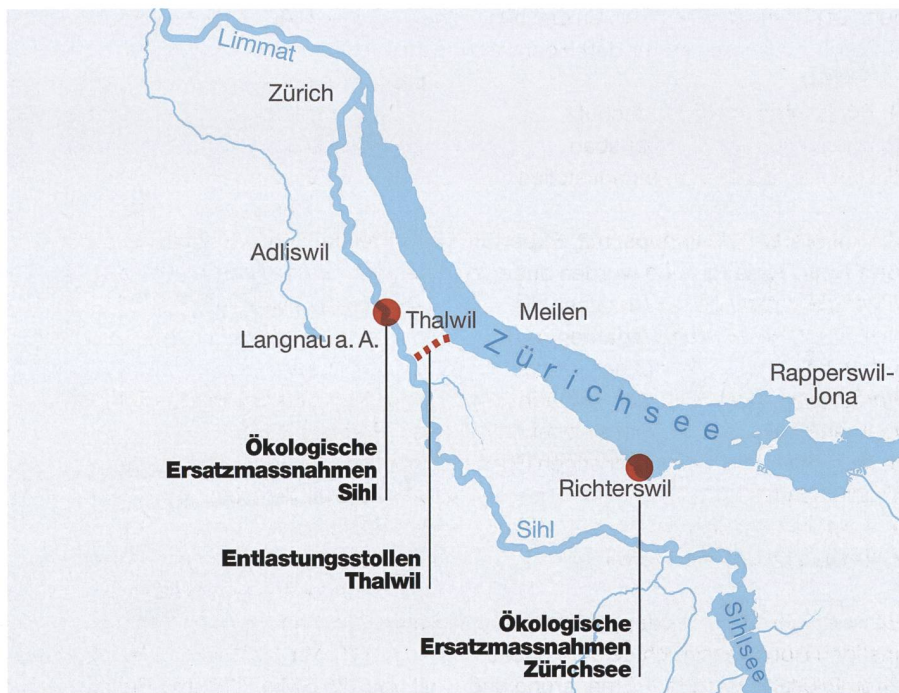 Limmat
Zürich
Adliswil
Thalwil
Meilen
Langnau a. A.
Zürichsee
Rapperswil-
Jona
Ökologische
Ersatzmassnahmen
Sihl
Richterswil
Sihl
Entlastungsstollen
Thalwil
Ökologische
Ersatzmassnahmen
Zürichsee
Sihlsee